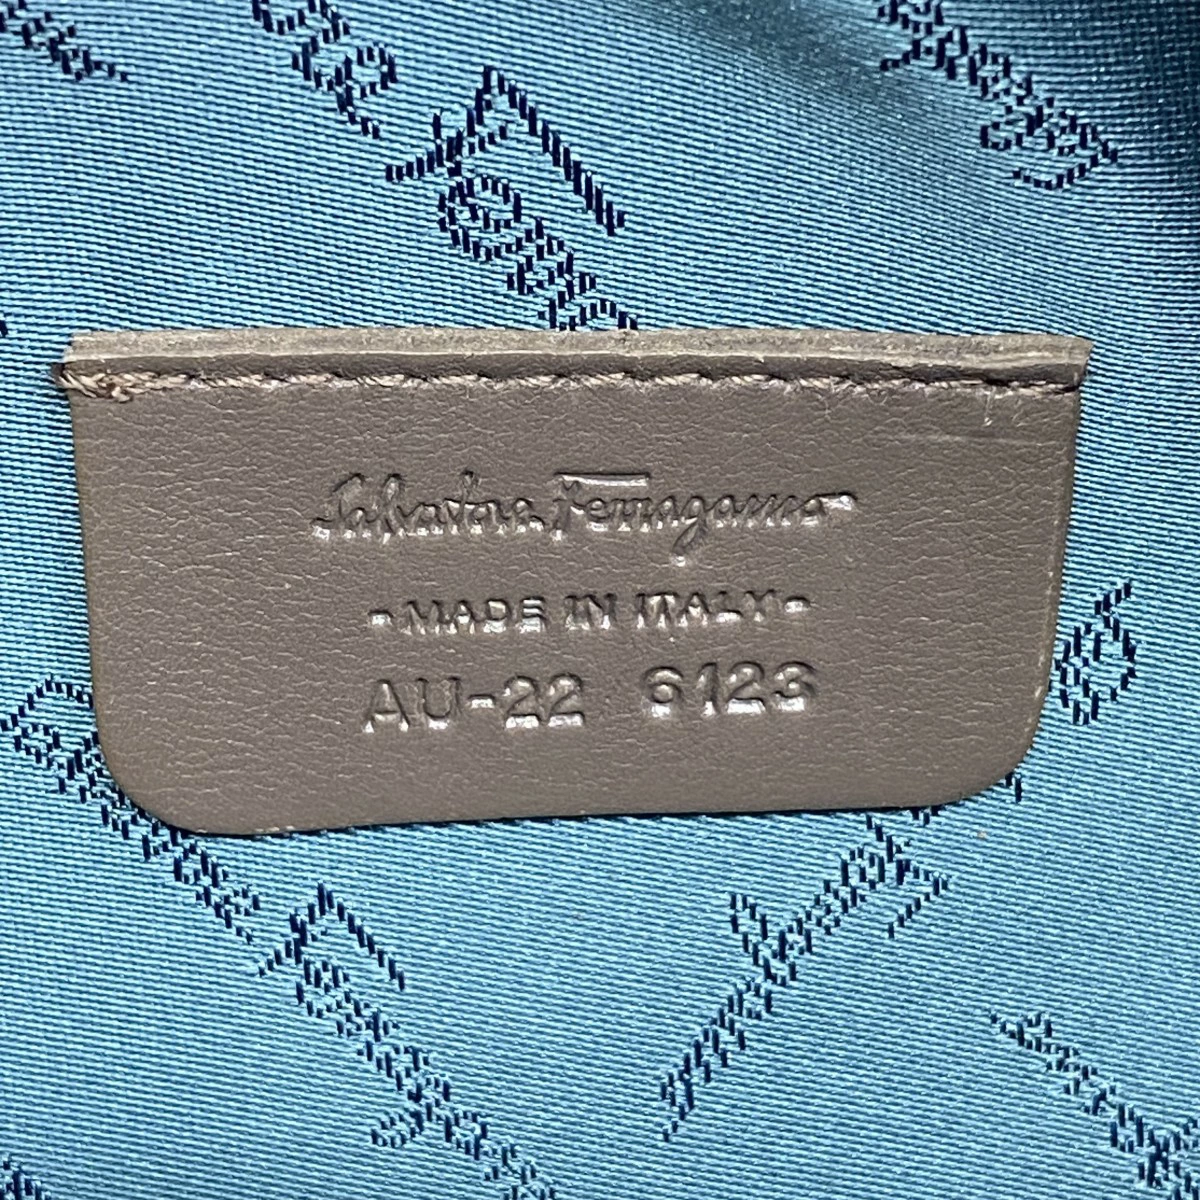 Salvatore Ferragamo
-MADE IN ITALY-
AU-22 6123